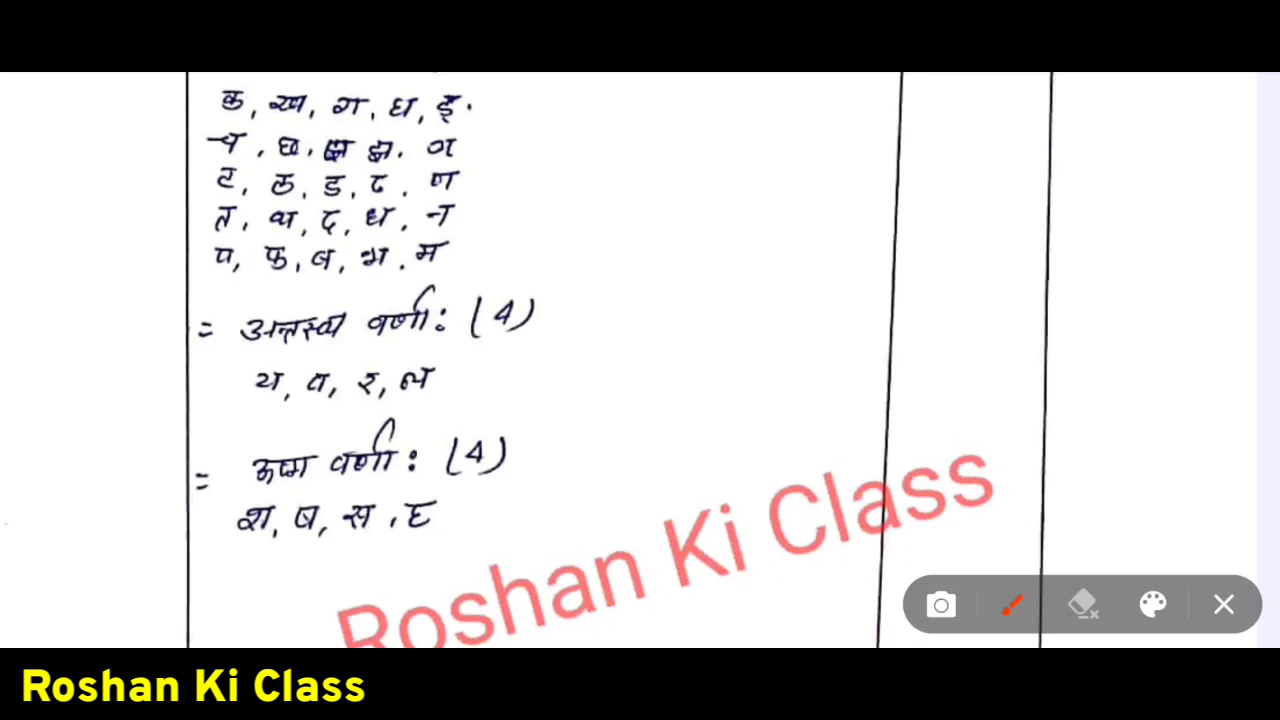 क, ख, ग, घ, ङ.
च, छ, झ, ञ
ट, ठ, ड, ढ, ण
त, थ, द, ध, न
प, फ, ब, भ, म
= अन्तस्थ वर्णाः (4)
य, व, र, ल
= ऊष्म वर्णाः (4)
श, ष, स, ह
Roshan Ki Class
Roshan Ki Class